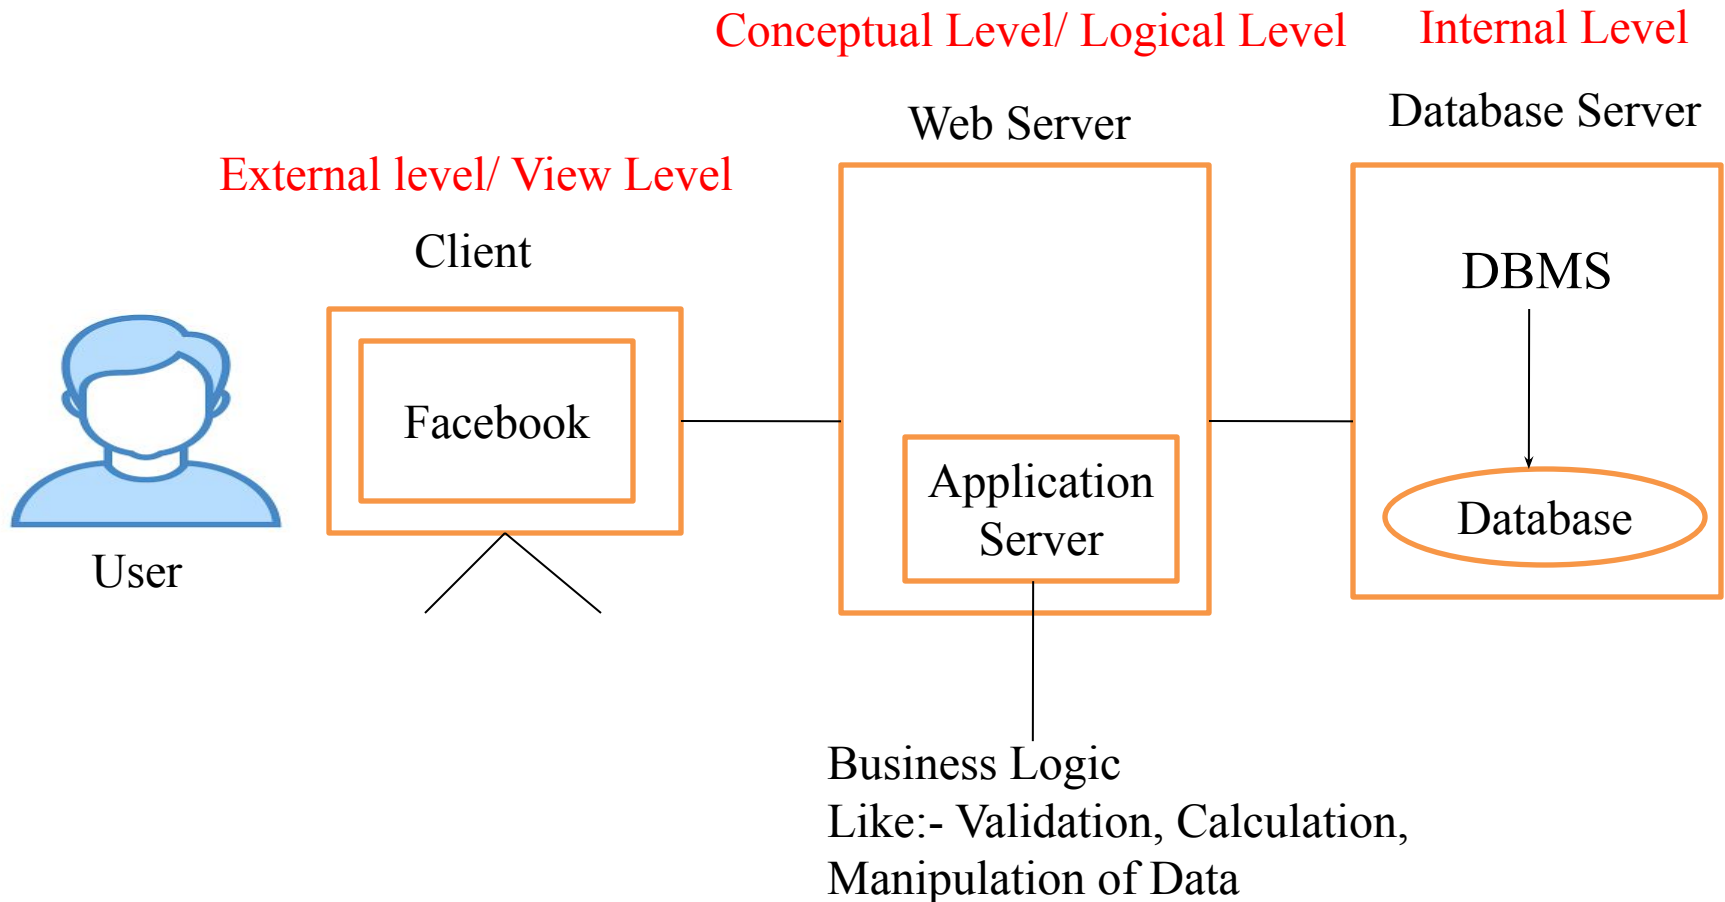 Conceptual Level/ Logical Level
Internal Level
Web Server
Database Server
External level/ View Level
Client
DBMS
Facebook
Application
Server
Database
User
Business Logic
Like:- Validation, Calculation,
Manipulation of Data